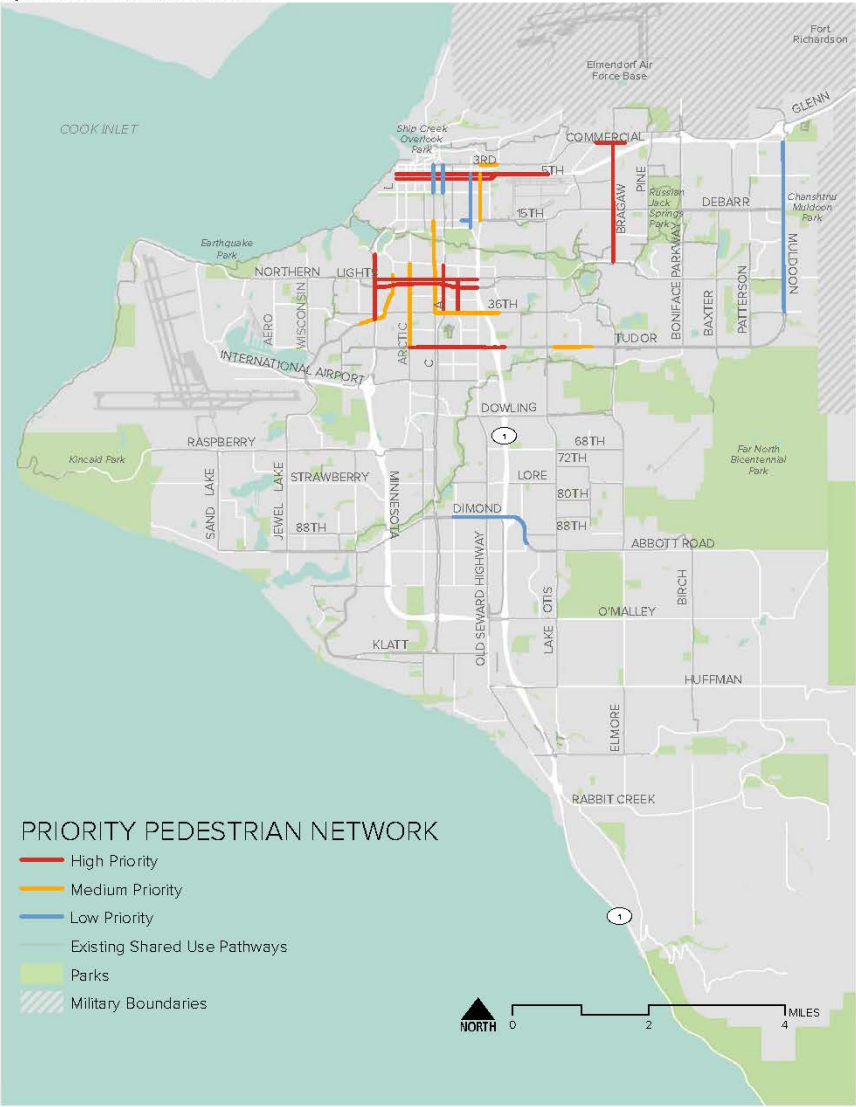 Fort
Richardson
Elmendorf Air
Force Base
GLENN
COOK INLET
Ship Creek
Overlook
Park
COMMERCIAL
3RD
5TH
L
PINE
BRAGAW
Russian
Jack
Springs
Park
DEBARR
Chanshtnu
Muldoon
Park
15TH
Earthquake
Park
BONIFACE PARKWAY
MULDOON
NORTHERN LIGHTS
WISCONSIN
AERO
PATTERSON
BAXTER
A
36TH
ARCTIC
TUDOR
C
INTERNATIONAL AIRPORT
DOWLING
1
RASPBERRY
68TH
Kincaid Park
72TH
Far North
Bicentennial
Park
SAND LAKE
JEWEL LAKE
STRAWBERRY
MINNESOTA
LORE
80TH
DIMOND
88TH
88TH
ABBOTT ROAD
OLD SEWARD HIGHWAY
BIRCH
LAKE OTIS
O'MALLEY
KLATT
HUFFMAN
ELMORE
RABBIT CREEK
1
PRIORITY PEDESTRIAN NETWORK
High Priority
Medium Priority
Low Priority
Existing Shared Use Pathways
Parks
Military Boundaries
NORTH
0 2 4 MILES